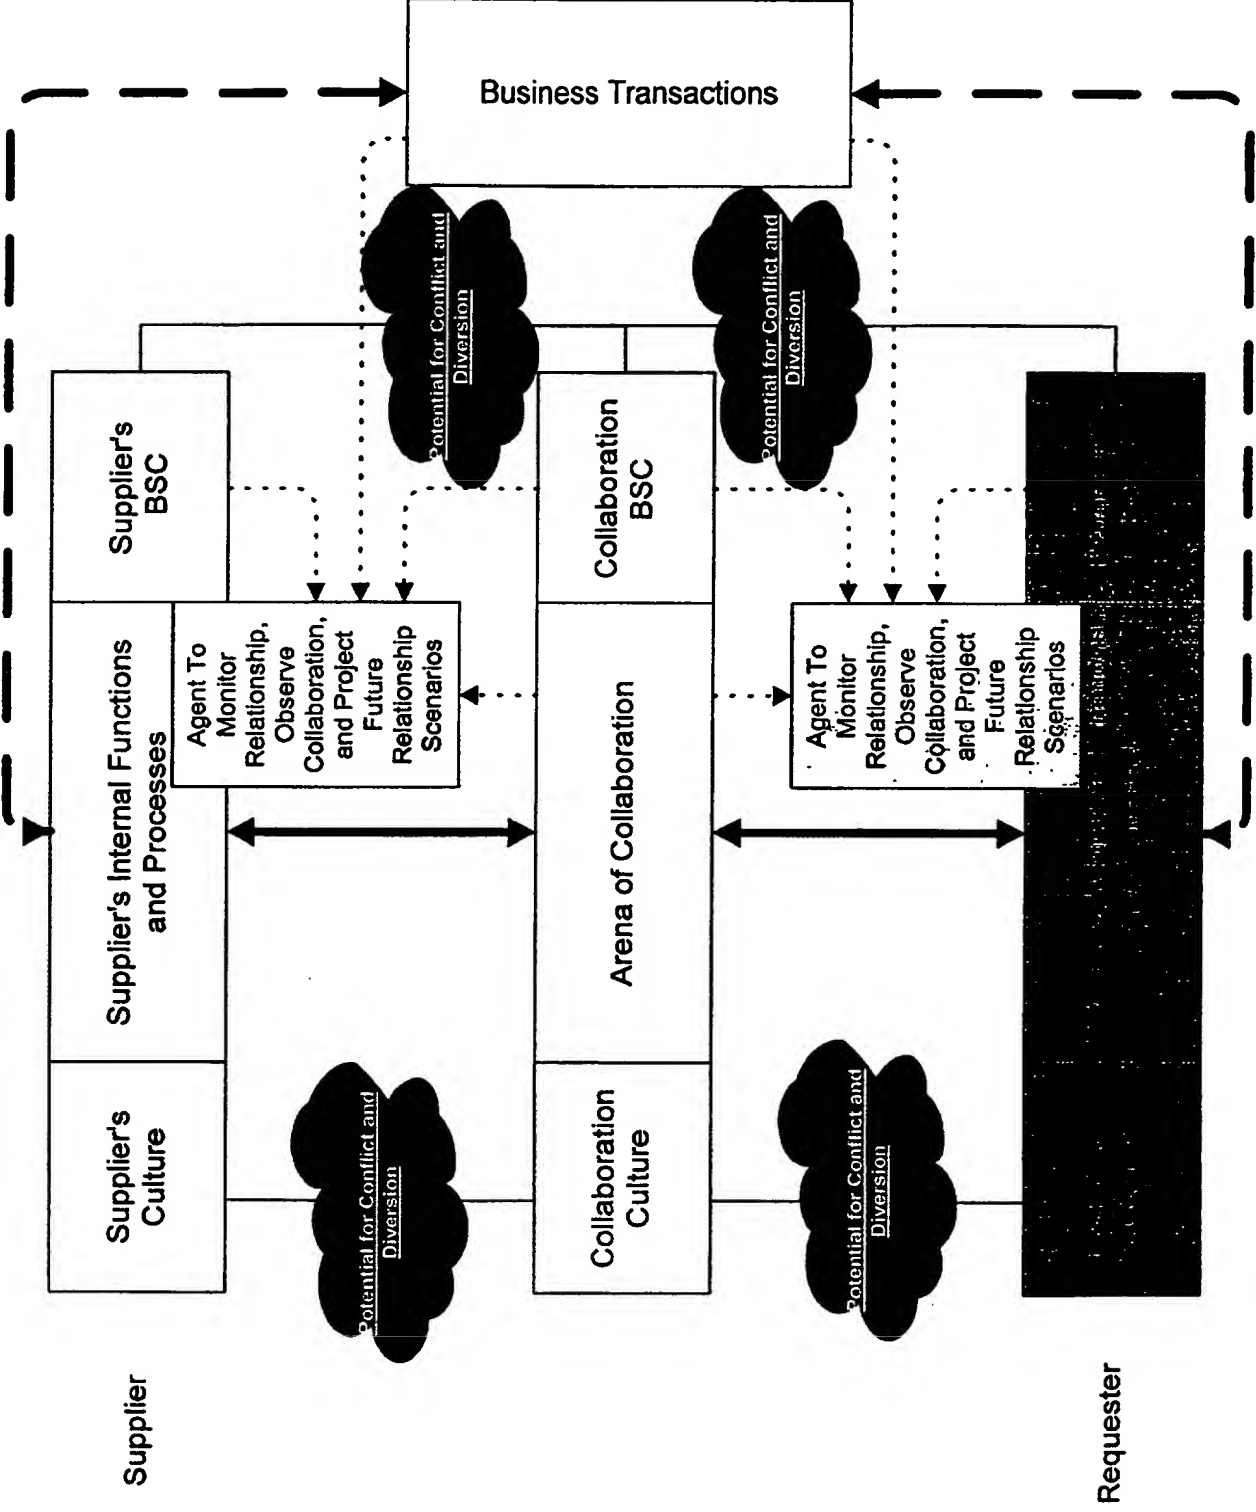 Business Transactions
Potential for Conflict and
Diversion
Potential for Conflict and
Diversion
Supplier's
BSC
Collaboration
BSC
Supplier's Internal Functions
and Processes
Agent To
Monitor
Relationship,
Observe
Collaboration,
and Project
Future
Relationship
Scenarios
Arena of Collaboration
Agent To
Monitor
Relationship,
Observe
Collaboration,
and Project
Future
Relationship
Scenarios
Supplier's
Culture
Potential for Conflict and
Diversion
Collaboration
Culture
Potential for Conflict and
Diversion
Supplier
Requester